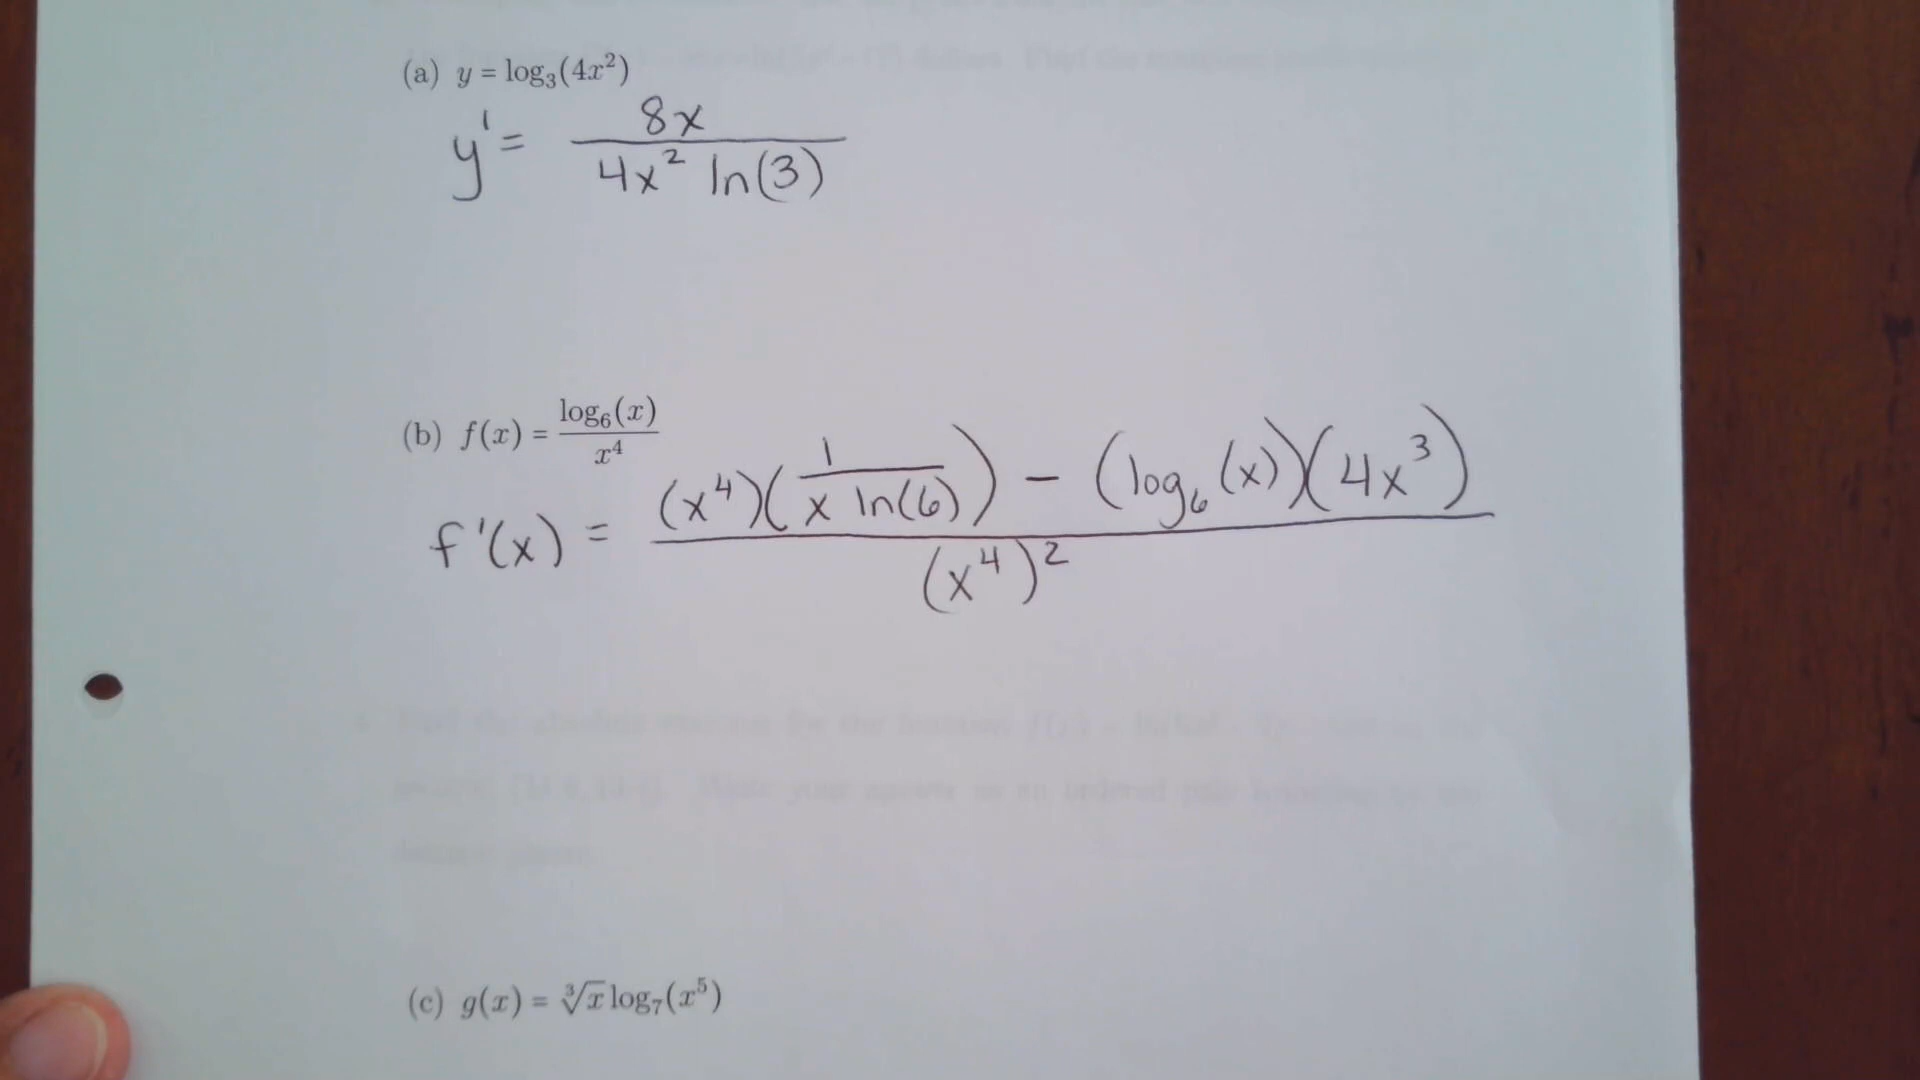 (a) y = log₃(4x²)
y' = 8x / 4x² ln(3)
(b) f(x) = log₆(x) / x⁴
f'(x) = (x⁴)(1 / x ln(6)) − (log₆(x))(4x³) / (x⁴)²
(c) g(x) = ∛x log₇(x⁵)